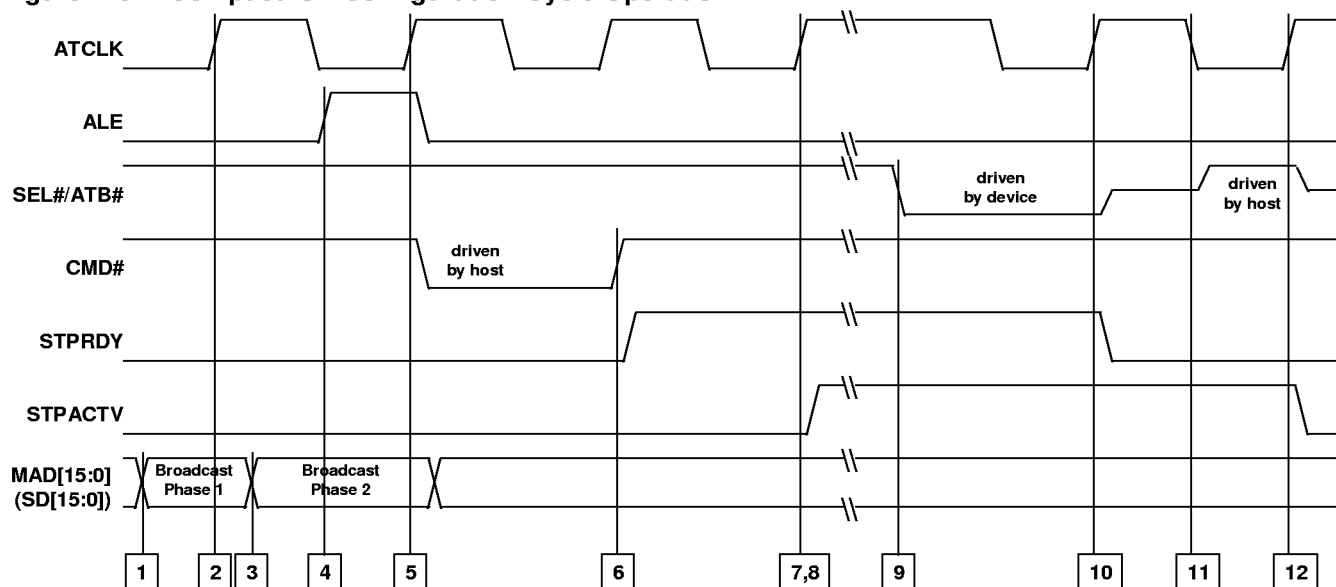 ATCLK
ALE
SEL#/ATB#
driven
by device
driven
by host
CMD#
driven
by host
STPRDY
STPACTV
MAD[15:0]
(SD[15:0])
Broadcast
Phase 1
Broadcast
Phase 2
1
2
3
4
5
6
7,8
9
10
11
12